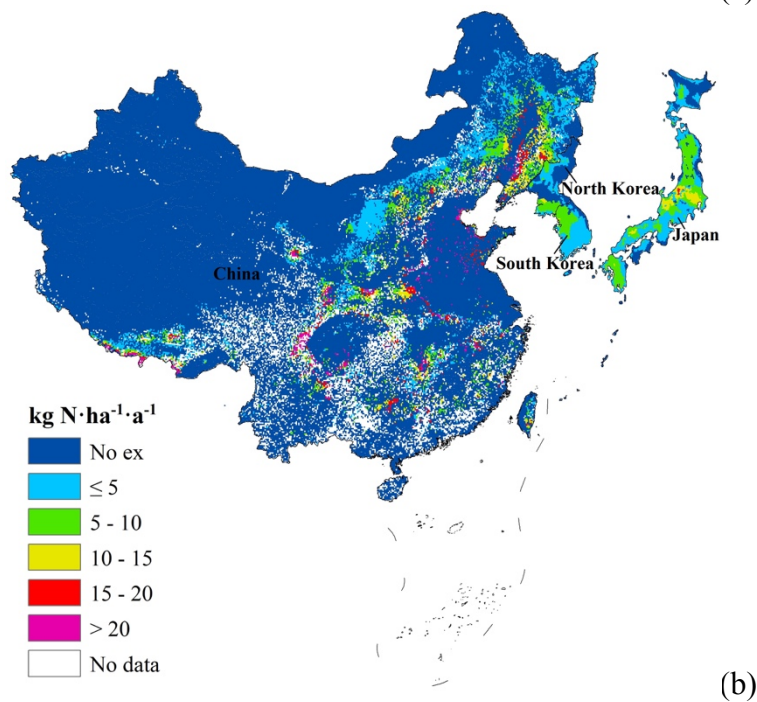 North Korea
Japan
South Korea
China
kg N·ha⁻¹·a⁻¹
No ex
≤ 5
5 - 10
10 - 15
15 - 20
> 20
No data
(b)